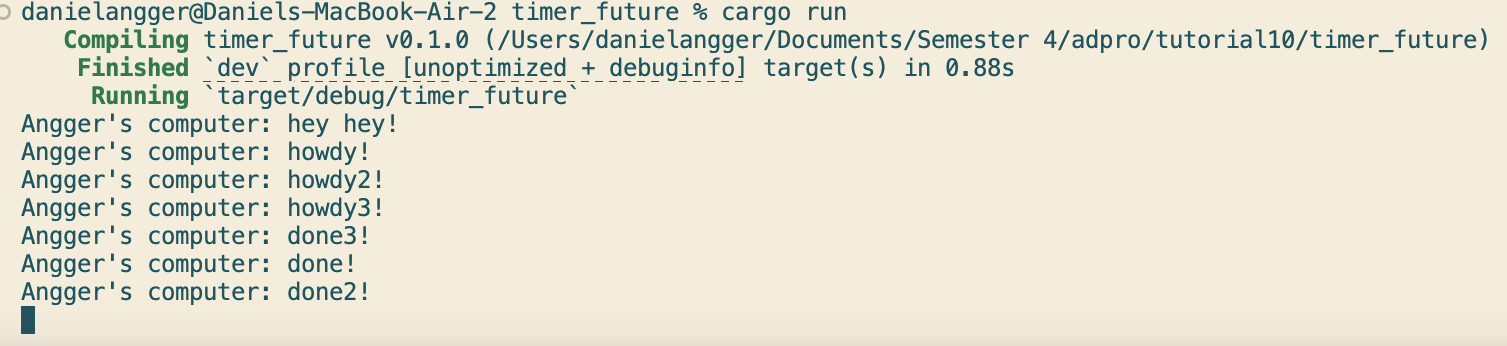 danielangger@Daniels-MacBook-Air-2 timer_future % cargo run
Compiling timer_future v0.1.0 (/Users/danielangger/Documents/Semester 4/adpro/tutorial10/timer_future)
Finished `dev` profile [unoptimized + debuginfo] target(s) in 0.88s
Running `target/debug/timer_future`
Angger's computer: hey hey!
Angger's computer: howdy!
Angger's computer: howdy2!
Angger's computer: howdy3!
Angger's computer: done3!
Angger's computer: done!
Angger's computer: done2!